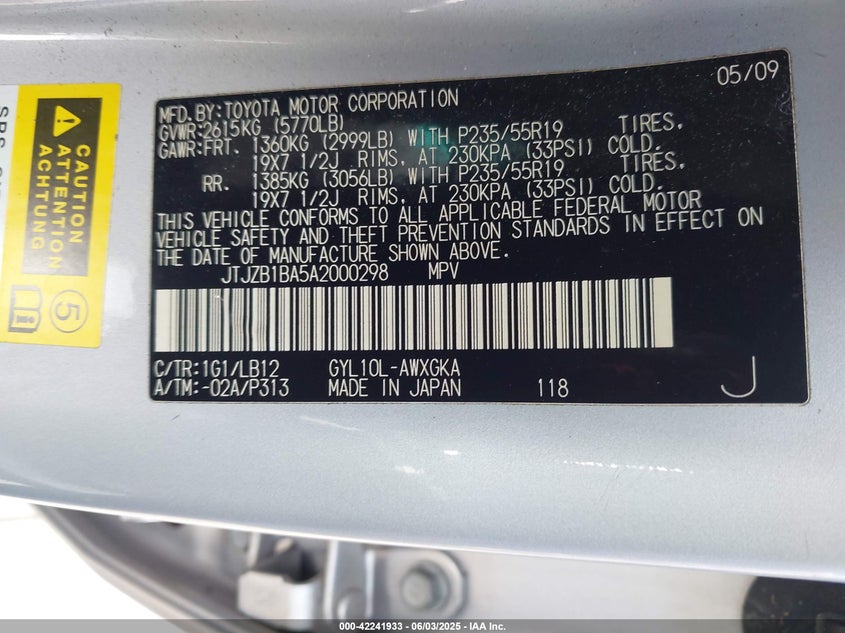 05/09
MFD. BY: TOYOTA MOTOR CORPORATION
GVWR: 2615KG (5770LB)
GAWR: FRT. 1360KG (2999LB) WITH P235/55R19 TIRES,
19X7 1/2J RIMS, AT 230KPA (33PSI) COLD.
RR. 1385KG (3056LB) WITH P235/55R19 TIRES,
19X7 1/2J RIMS, AT 230KPA (33PSI) COLD.
THIS VEHICLE CONFORMS TO ALL APPLICABLE FEDERAL MOTOR
VEHICLE SAFETY AND THEFT PREVENTION STANDARDS IN EFFECT ON
THE DATE OF MANUFACTURE SHOWN ABOVE.
JTJZB1BA5A2000298 MPV
C/TR: 1G1/LB12 GYL10L-AWXGKA
A/TM: -02A/P313 MADE IN JAPAN 118 J
CAUTION
ATTENTION
ACHTUNG
5
000-42241933 - 06/03/2025 - IAA Inc.